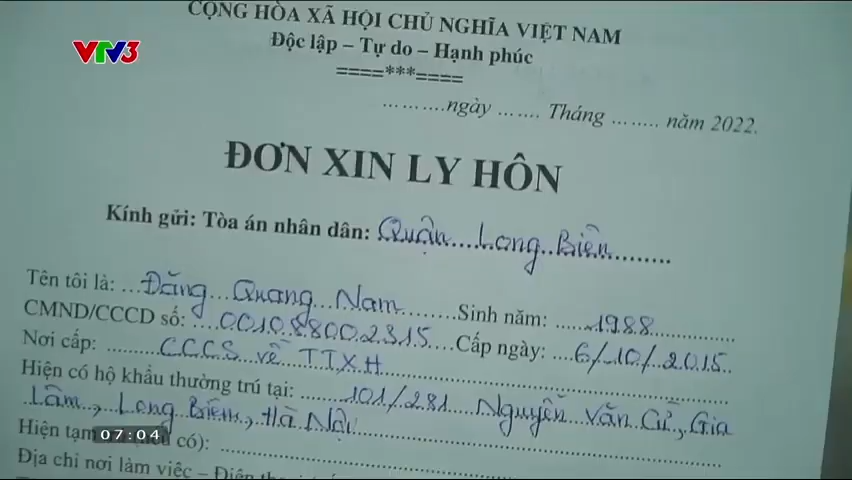 CỘNG HÒA XÃ HỘI CHỦ NGHĨA VIỆT NAM
VTV3
Độc lập – Tự do – Hạnh phúc
====***====
..........ngày ....... Tháng ........ năm 2022.
ĐƠN XIN LY HÔN
Kính gửi: Tòa án nhân dân: Quận Long Biên
Tên tôi là: Đặng Quang Nam Sinh năm: 1988
CMND/CCCD số: 001088002315 Cấp ngày: 6/10/2015
Nơi cấp: CCCS về TTXH
Hiện có hộ khẩu thường trú tại: 101/281 Nguyễn Văn Cừ, Gia
Lâm, Long Biên, Hà Nội
Hiện tạm có):
07:04
Địa chỉ nơi làm việc –